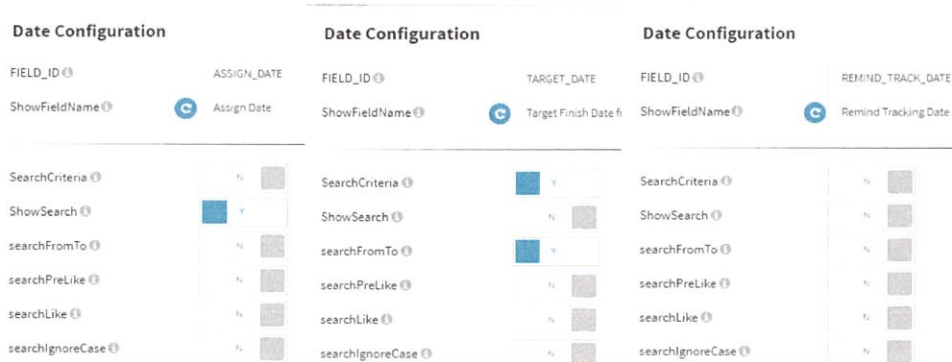 Date Configuration
FIELD_ID ASSIGN_DATE
ShowFieldName Assign Date
SearchCriteria N
ShowSearch Y
searchFromTo N
searchPreLike N
searchLike N
searchIgnoreCase N
Date Configuration
FIELD_ID TARGET_DATE
ShowFieldName Target Finish Date f
SearchCriteria Y
ShowSearch N
searchFromTo Y
searchPreLike N
searchLike N
searchIgnoreCase N
Date Configuration
FIELD_ID REMIND_TRACK_DATE
ShowFieldName Remind Tracking Date
SearchCriteria N
ShowSearch N
searchFromTo N
searchPreLike N
searchLike N
searchIgnoreCase N